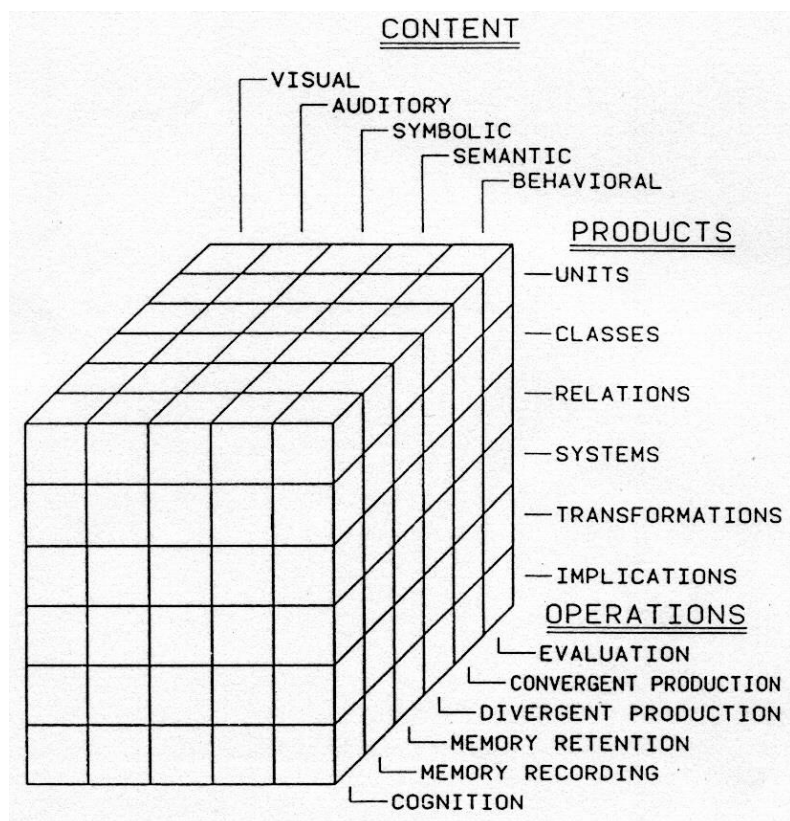 CONTENT
VISUAL
AUDITORY
SYMBOLIC
SEMANTIC
BEHAVIORAL
PRODUCTS
UNITS
CLASSES
RELATIONS
SYSTEMS
TRANSFORMATIONS
IMPLICATIONS
OPERATIONS
EVALUATION
CONVERGENT PRODUCTION
DIVERGENT PRODUCTION
MEMORY RETENTION
MEMORY RECORDING
COGNITION